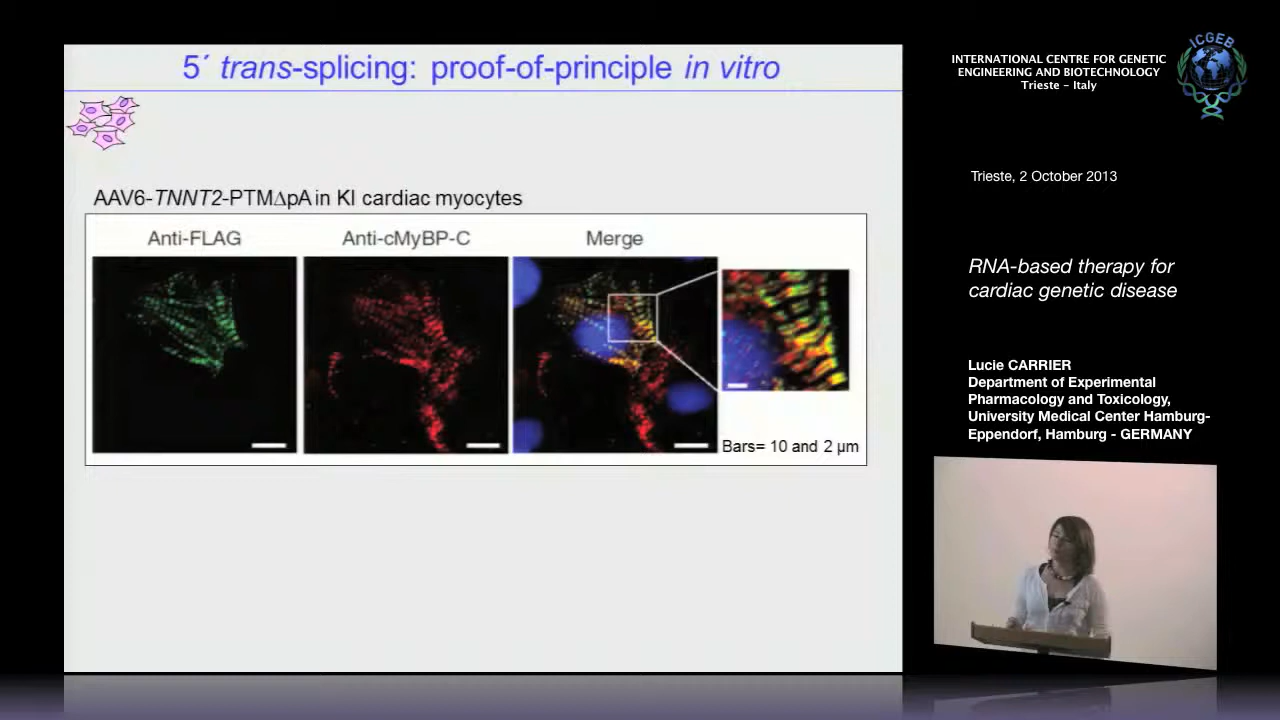 5´ trans-splicing: proof-of-principle in vitro
AAV6-TNNT2-PTMΔpA in KI cardiac myocytes
Anti-FLAG
Anti-cMyBP-C
Merge
Bars= 10 and 2 µm
ICGEB
INTERNATIONAL CENTRE FOR GENETIC
ENGINEERING AND BIOTECHNOLOGY
Trieste - Italy
Trieste, 2 October 2013
RNA-based therapy for
cardiac genetic disease
Lucie CARRIER
Department of Experimental
Pharmacology and Toxicology,
University Medical Center Hamburg-
Eppendorf, Hamburg - GERMANY